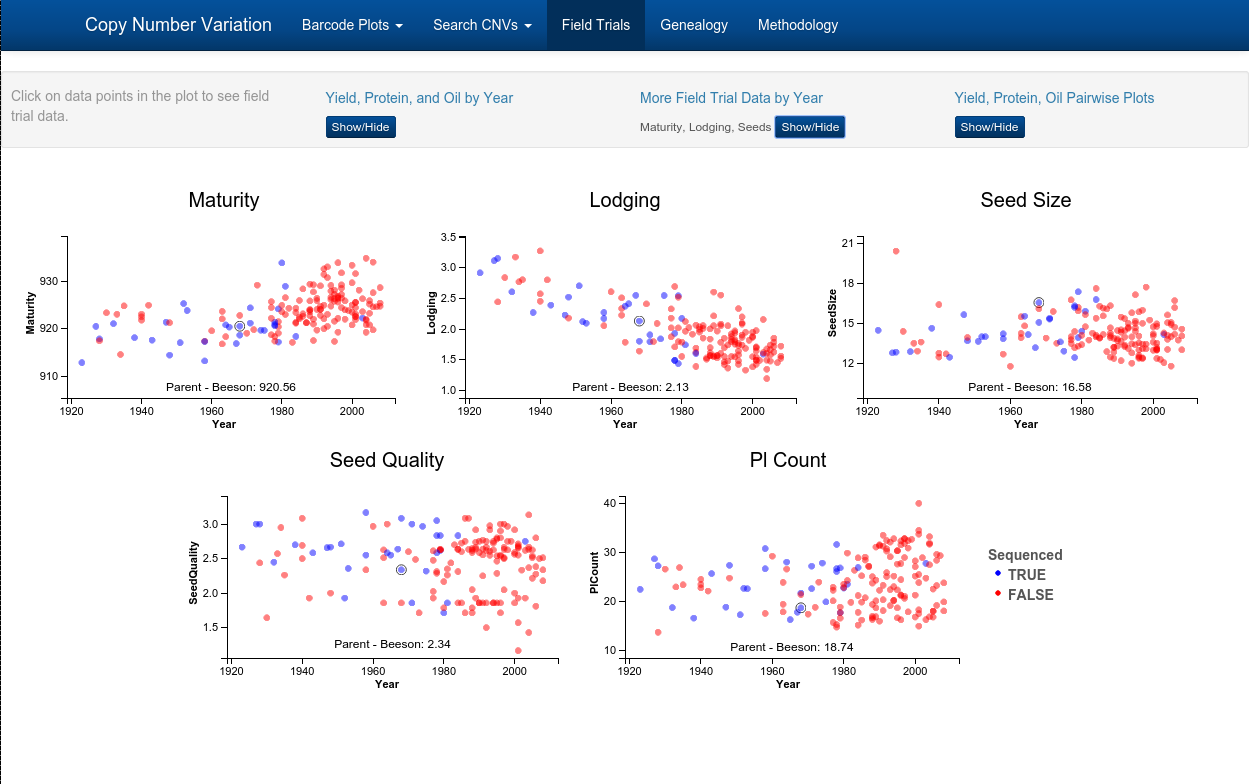 Copy Number Variation Barcode Plots Search CNVs Field Trials Genealogy Methodology
Click on data points in the plot to see field
trial data.
Yield, Protein, and Oil by Year
Show/Hide
More Field Trial Data by Year
Maturity, Lodging, Seeds Show/Hide
Yield, Protein, Oil Pairwise Plots
Show/Hide
Maturity
930
920
910
Maturity
Parent - Beeson: 920.56
1920 1940 1960 1980 2000
Year
Lodging
3.5
3.0
2.5
2.0
1.5
1.0
Lodging
Parent - Beeson: 2.13
1920 1940 1960 1980 2000
Year
Seed Size
21
18
15
12
SeedSize
Parent - Beeson: 16.58
1920 1940 1960 1980 2000
Year
Seed Quality
3.0
2.5
2.0
1.5
SeedQuality
Parent - Beeson: 2.34
1920 1940 1960 1980 2000
Year
Pl Count
40
30
20
10
PlCount
Parent - Beeson: 18.74
1920 1940 1960 1980 2000
Year
Sequenced
TRUE
FALSE